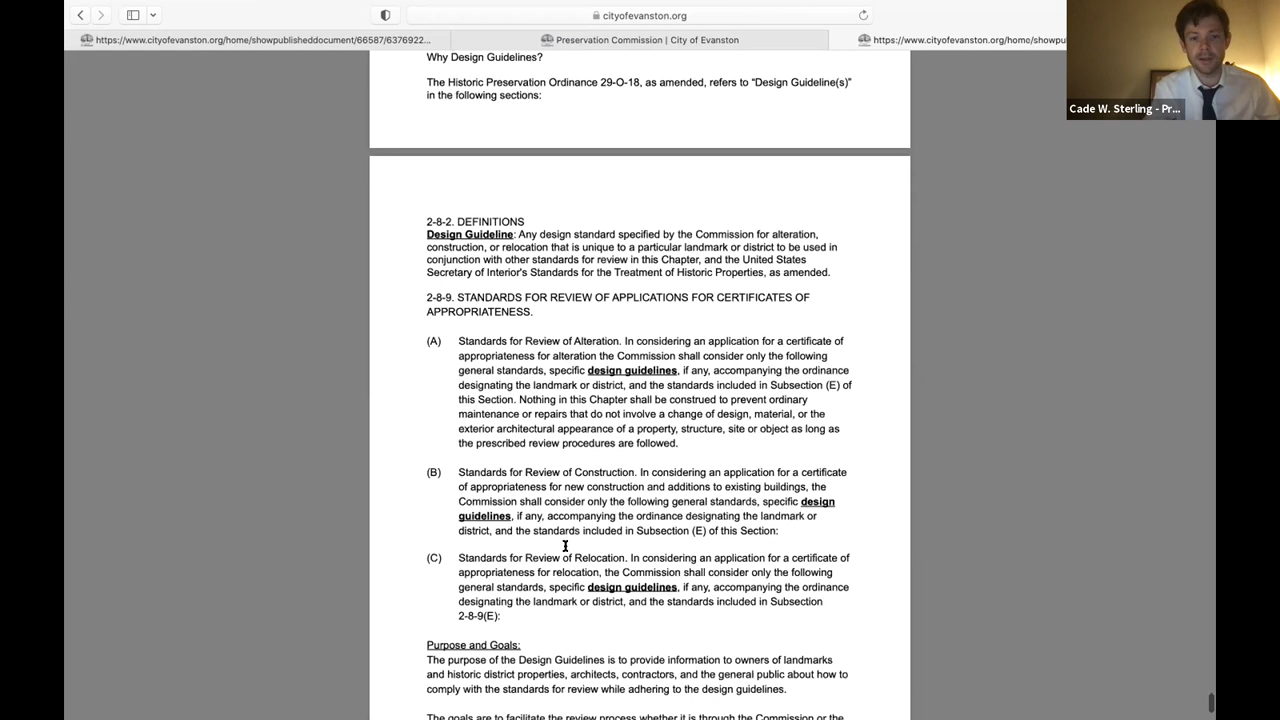 cityofevanston.org
https://www.cityofevanston.org/home/showpublisheddocument/66587/6376922...
Preservation Commission | City of Evanston
https://www.cityofevanston.org/home/showpu
Cade W. Sterling - Pr...
Why Design Guidelines?
The Historic Preservation Ordinance 29-O-18, as amended, refers to “Design Guideline(s)”
in the following sections:
2-8-2. DEFINITIONS
Design Guideline: Any design standard specified by the Commission for alteration,
construction, or relocation that is unique to a particular landmark or district to be used in
conjunction with other standards for review in this Chapter, and the United States
Secretary of Interior's Standards for the Treatment of Historic Properties, as amended.
2-8-9. STANDARDS FOR REVIEW OF APPLICATIONS FOR CERTIFICATES OF
APPROPRIATENESS.
(A) Standards for Review of Alteration. In considering an application for a certificate of
appropriateness for alteration the Commission shall consider only the following
general standards, specific design guidelines, if any, accompanying the ordinance
designating the landmark or district, and the standards included in Subsection (E) of
this Section. Nothing in this Chapter shall be construed to prevent ordinary
maintenance or repairs that do not involve a change of design, material, or the
exterior architectural appearance of a property, structure, site or object as long as
the prescribed review procedures are followed.
(B) Standards for Review of Construction. In considering an application for a certificate
of appropriateness for new construction and additions to existing buildings, the
Commission shall consider only the following general standards, specific design
guidelines, if any, accompanying the ordinance designating the landmark or
district, and the standards included in Subsection (E) of this Section:
(C) Standards for Review of Relocation. In considering an application for a certificate of
appropriateness for relocation, the Commission shall consider only the following
general standards, specific design guidelines, if any, accompanying the ordinance
designating the landmark or district, and the standards included in Subsection
2-8-9(E):
Purpose and Goals:
The purpose of the Design Guidelines is to provide information to owners of landmarks
and historic district properties, architects, contractors, and the general public about how to
comply with the standards for review while adhering to the design guidelines.
The goals are to facilitate the review process whether it is through the Commission or the